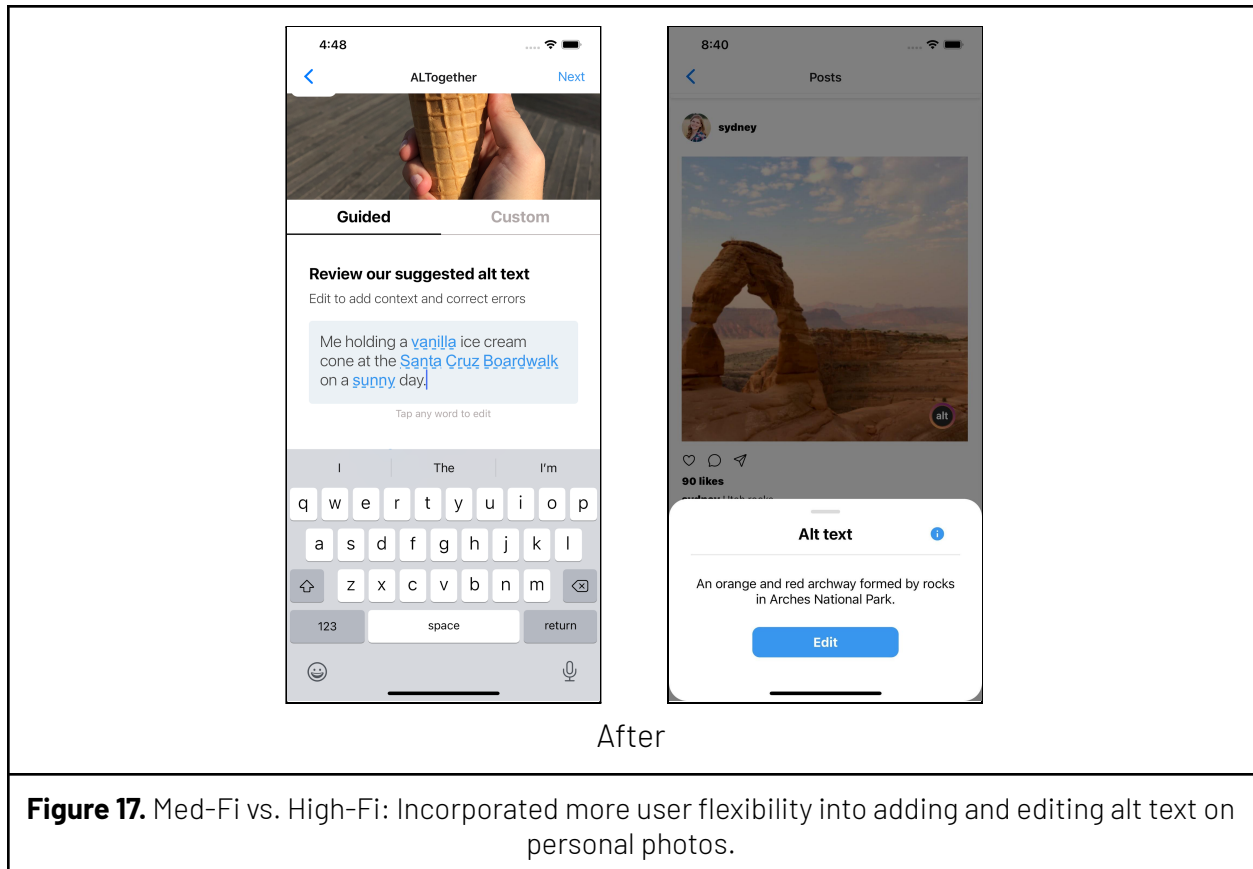 4:48
ALTogether
Next
Guided
Custom
Review our suggested alt text
Edit to add context and correct errors
Me holding a vanilla ice cream
cone at the Santa Cruz Boardwalk
on a sunny day.
Tap any word to edit
I The I'm
q w e r t y u i o p
a s d f g h j k l
z x c v b n m
123 space return
8:40
Posts
sydney
alt
90 likes
sydney Utah rocks
Alt text
An orange and red archway formed by rocks
in Arches National Park.
Edit
After
Figure 17. Med-Fi vs. High-Fi: Incorporated more user flexibility into adding and editing alt text on
personal photos.